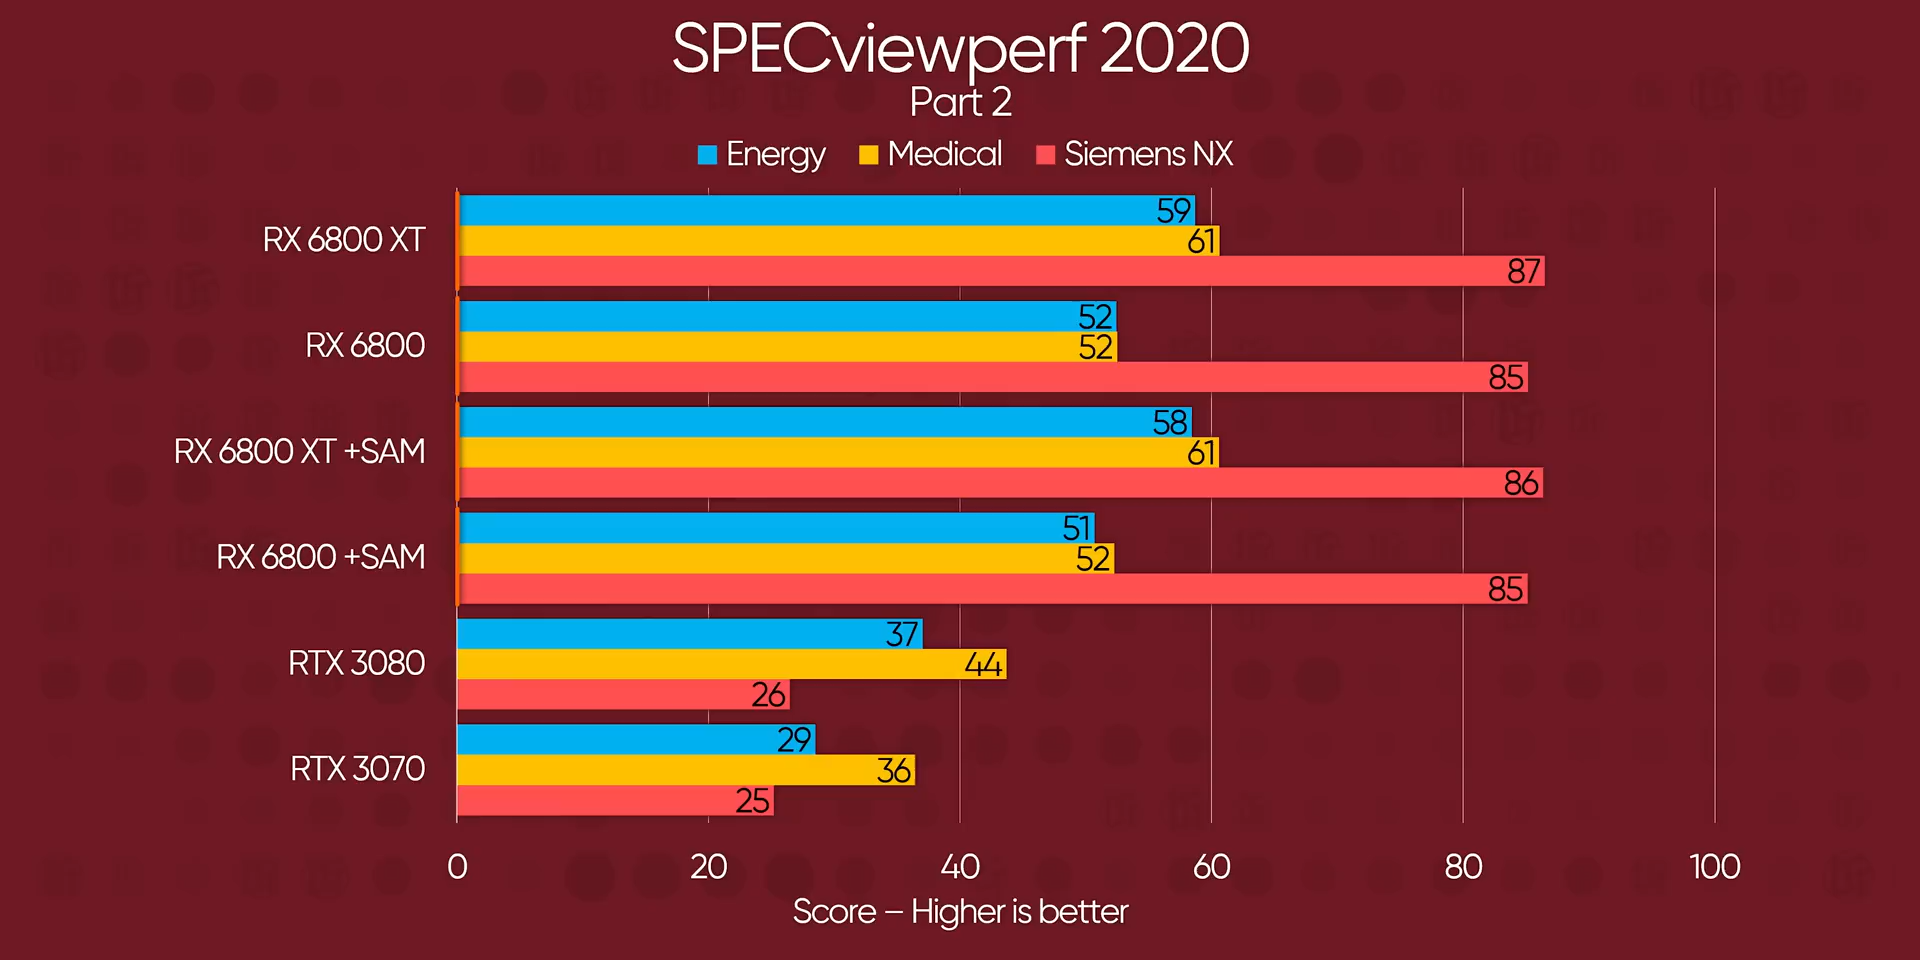 SPECviewperf 2020
Part 2
Energy Medical Siemens NX
RX 6800 XT
59
61
87
RX 6800
52
52
85
RX 6800 XT +SAM
58
61
86
RX 6800 +SAM
51
52
85
RTX 3080
37
44
26
RTX 3070
29
36
25
0 20 40 60 80 100
Score – Higher is better